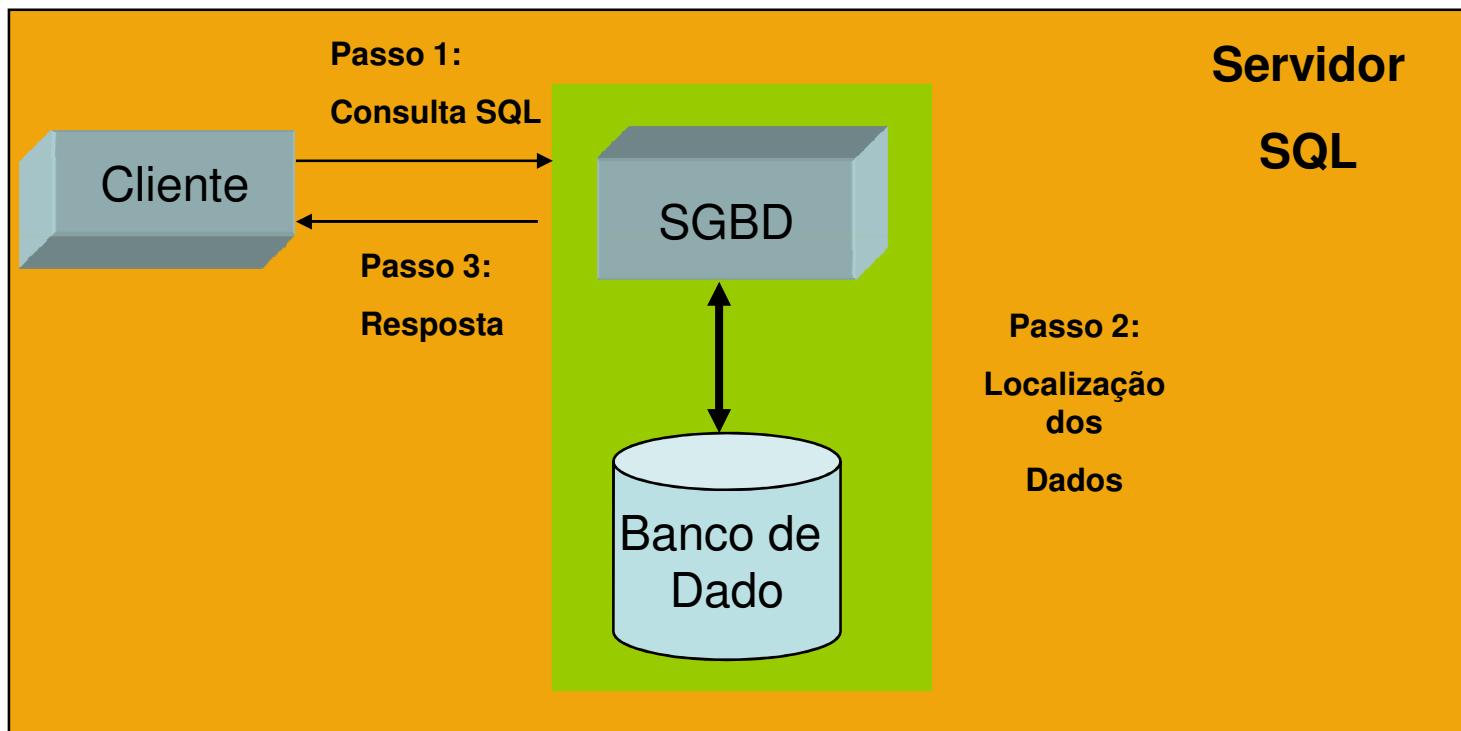 Passo 1:
Consulta SQL
Servidor
SQL
Cliente
SGBD
Passo 3:
Resposta
Passo 2:
Localização
dos
Dados
Banco de
Dado